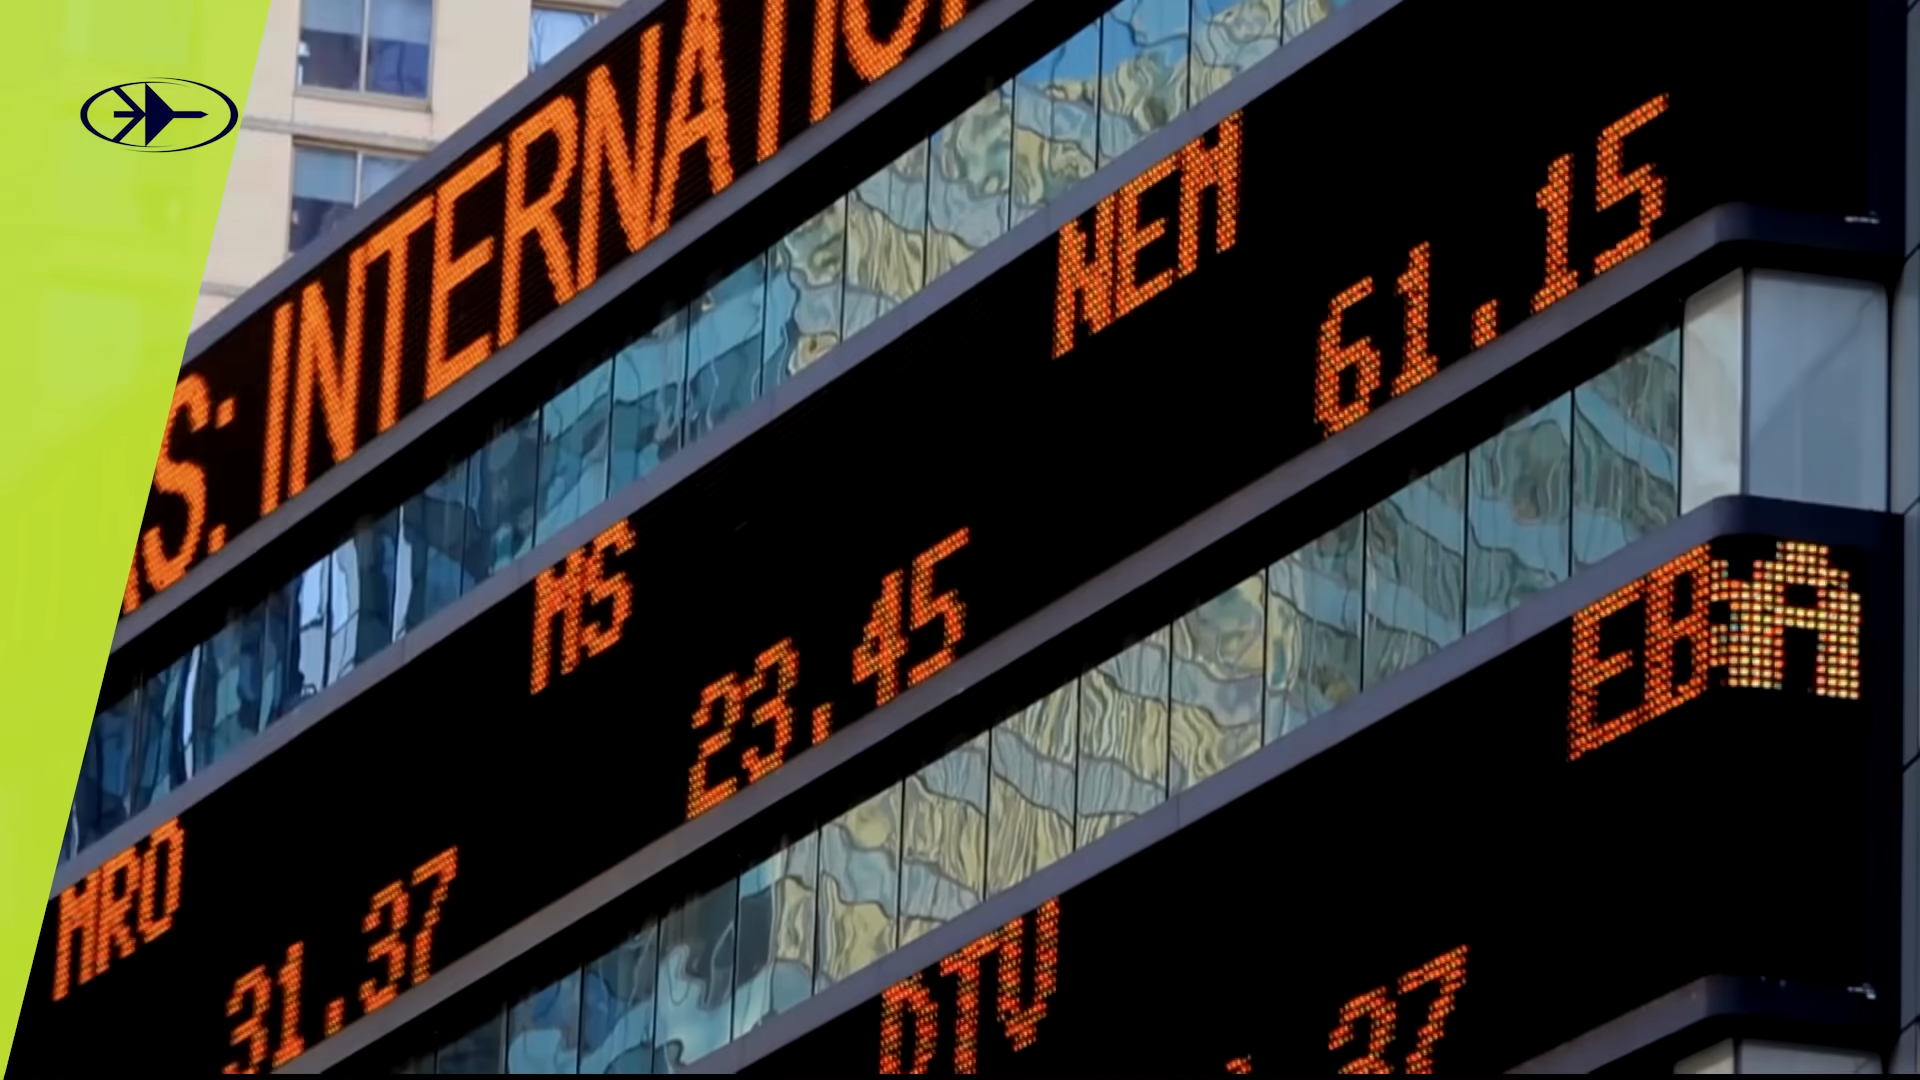 S: INTERNATIO
NEM
61.15
MS
23.45
MRO
31.37
EBAY
DTV
.37